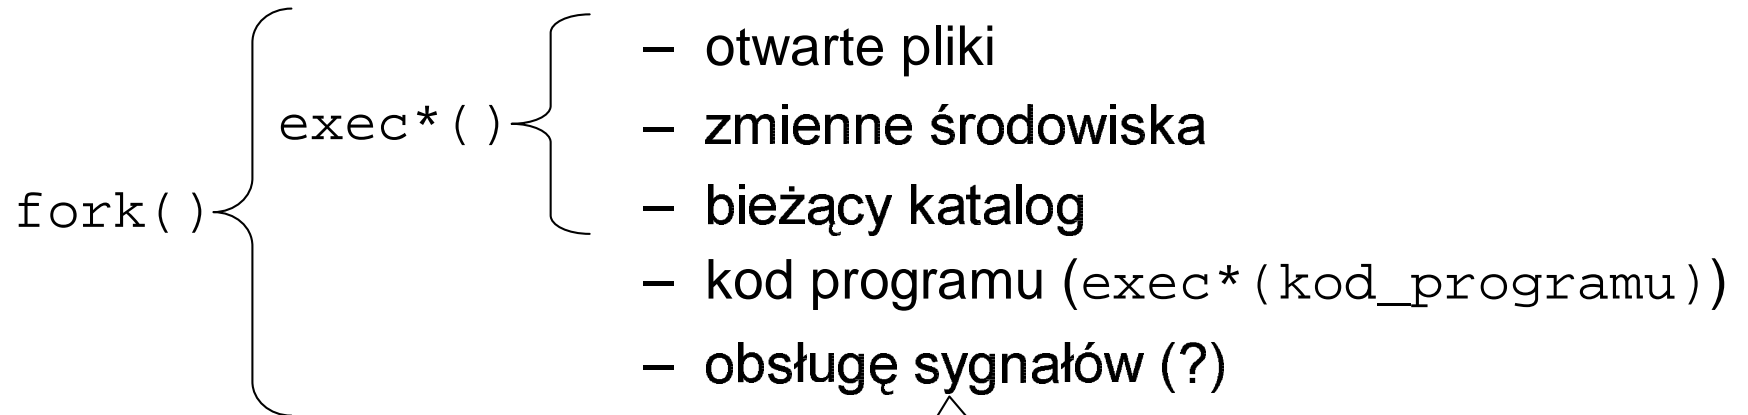 – otwarte pliki
exec*()
– zmienne środowiska
fork()
– bieżący katalog
– kod programu (exec*(kod_programu))
– obsługę sygnałów (?)